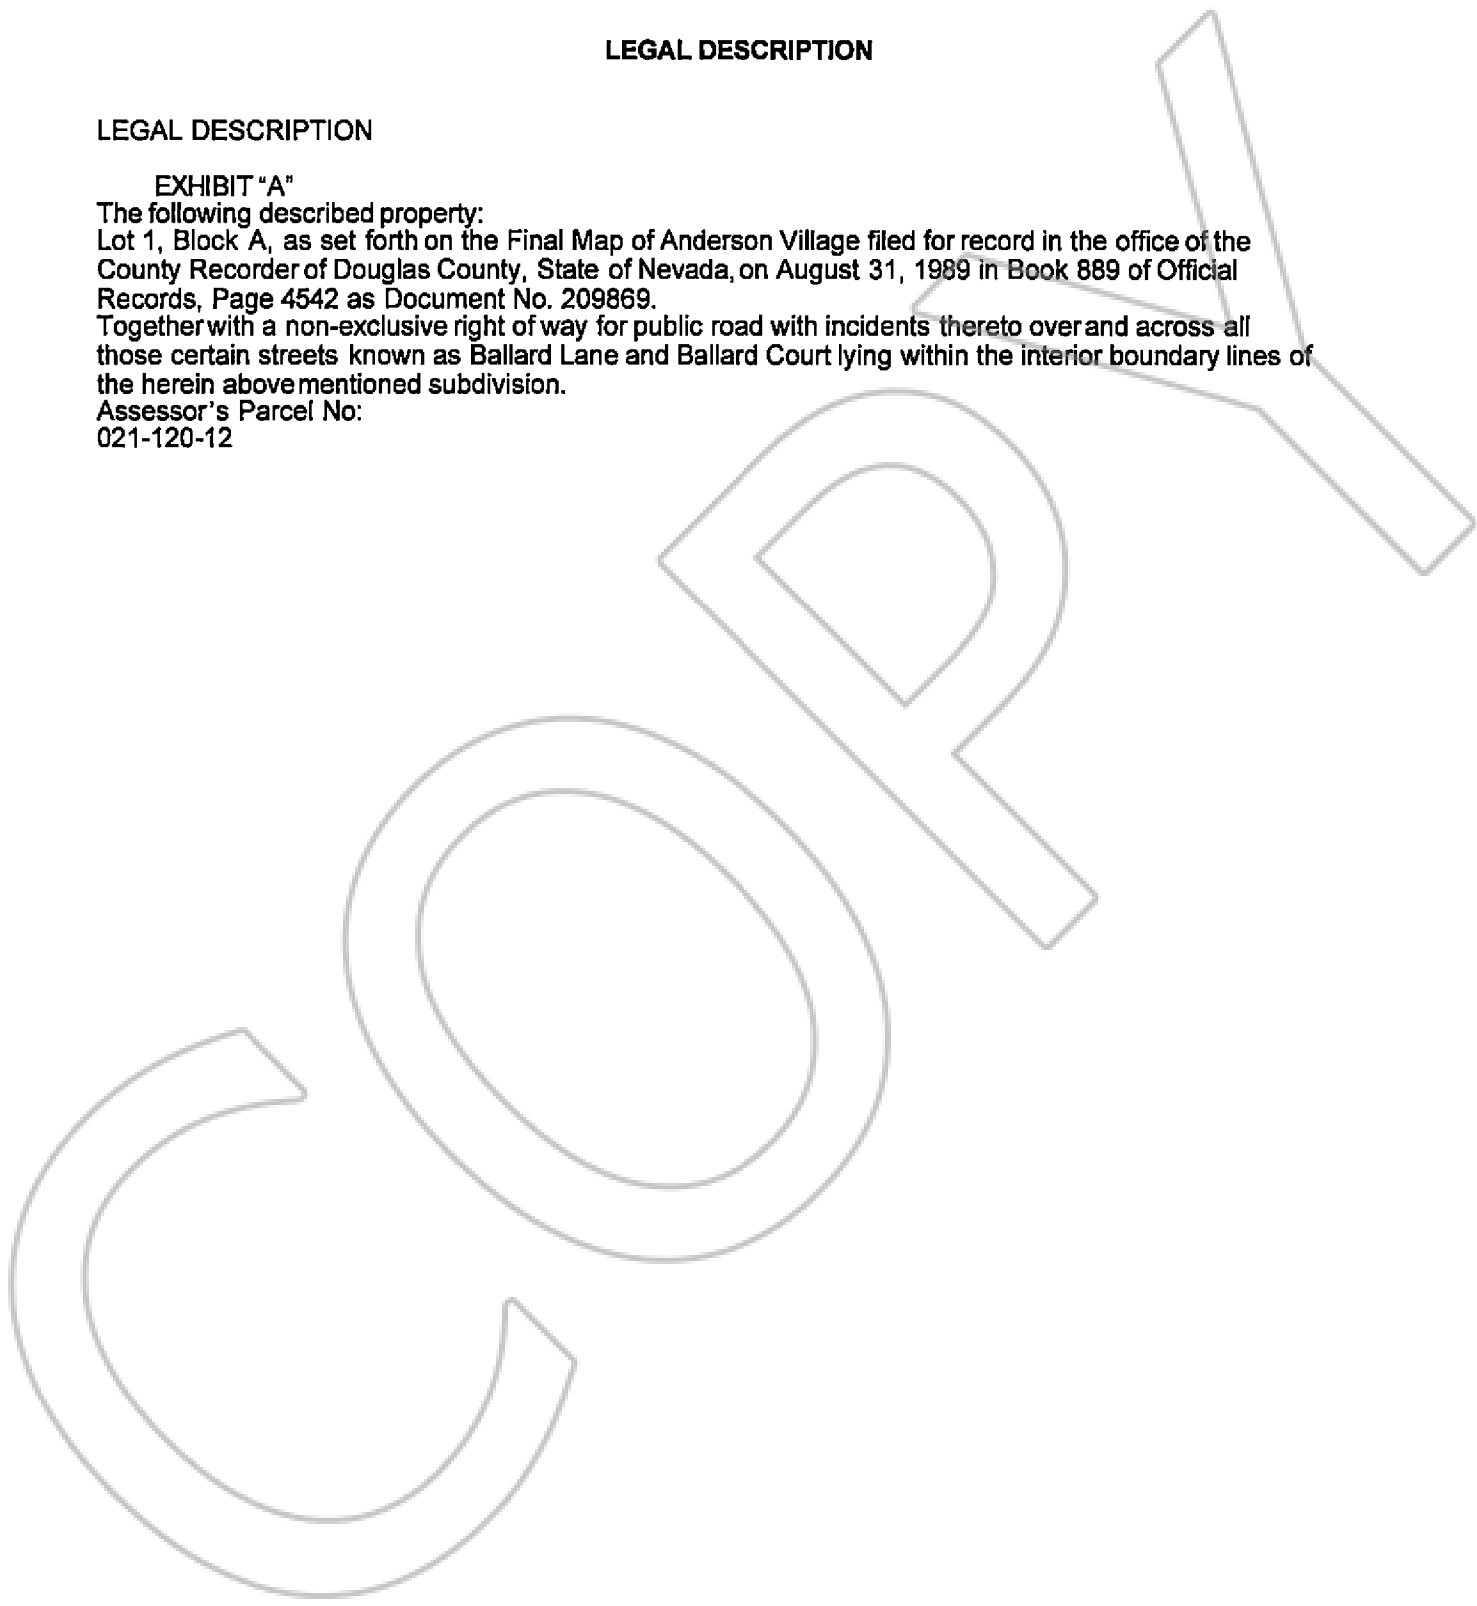 LEGAL DESCRIPTION
LEGAL DESCRIPTION
EXHIBIT “A”
The following described property:
Lot 1, Block A, as set forth on the Final Map of Anderson Village filed for record in the office of the
County Recorder of Douglas County, State of Nevada, on August 31, 1989 in Book 889 of Official
Records, Page 4542 as Document No. 209869.
Together with a non-exclusive right of way for public road with incidents thereto over and across all
those certain streets known as Ballard Lane and Ballard Court lying within the interior boundary lines of
the herein above mentioned subdivision.
Assessor’s Parcel No:
021-120-12
COPY